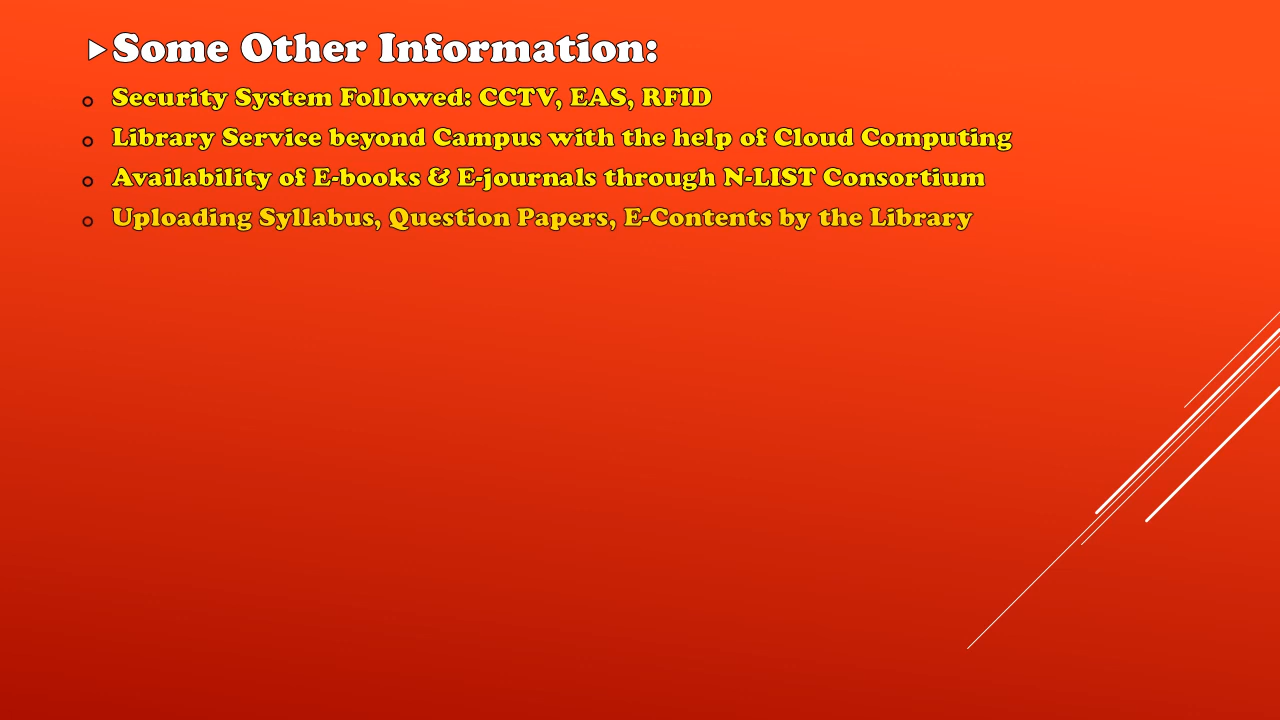 Some Other Information:
Security System Followed: CCTV, EAS, RFID
Library Service beyond Campus with the help of Cloud Computing
Availability of E-books & E-journals through N-LIST Consortium
Uploading Syllabus, Question Papers, E-Contents by the Library